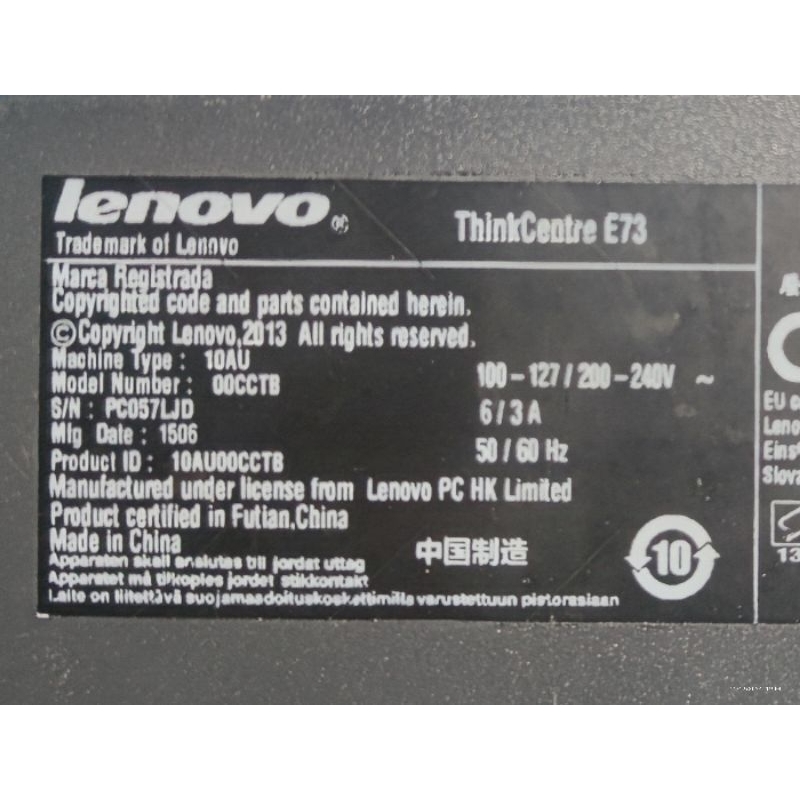 lenovo
ThinkCentre E73
Trademark of Lenovo
Marca Registrada
Copyrighted code and parts contained herein.
©Copyright Lenovo,2013 All rights reserved.
Machine Type : 10AU
Model Number : 00CCTB
100-127/200-240V ~
S/N : PC057LJD
6/3A
Mfg Date : 1506
50/60 Hz
Product ID : 10AU00CCTB
Manufactured under license from Lenovo PC HK Limited
Product certified in Futian,China
Made in China
中国制造
10
Apparaten skall anslutas till jordat uttag
Apparatet må tilkoples jordet stikkontakt
Laite on liitettävä suojamaadoituskoskettimilla varustettuun pistorasiaan
EU
13